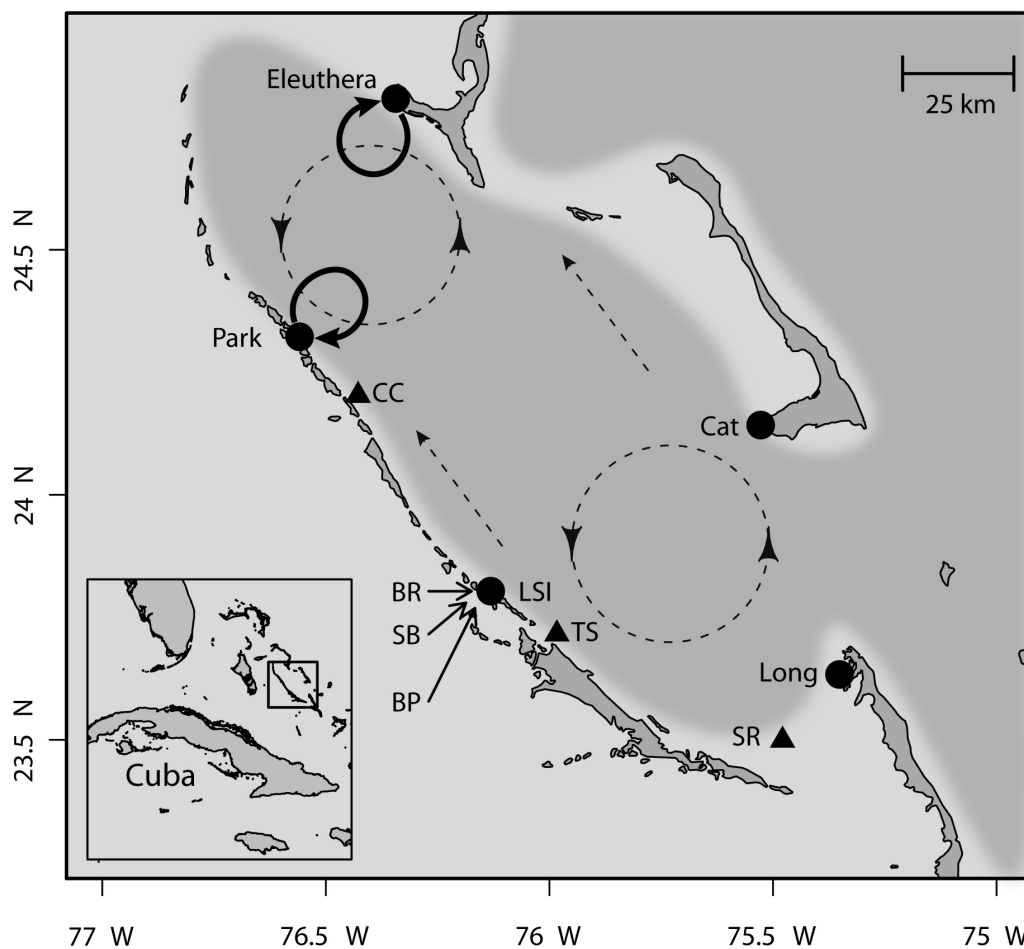 Eleuthera
25 km
24.5 N
Park
CC
Cat
24 N
BR
LSI
SB
TS
Long
BP
23.5 N
SR
Cuba
77 W
76.5 W
76 W
75.5 W
75 W